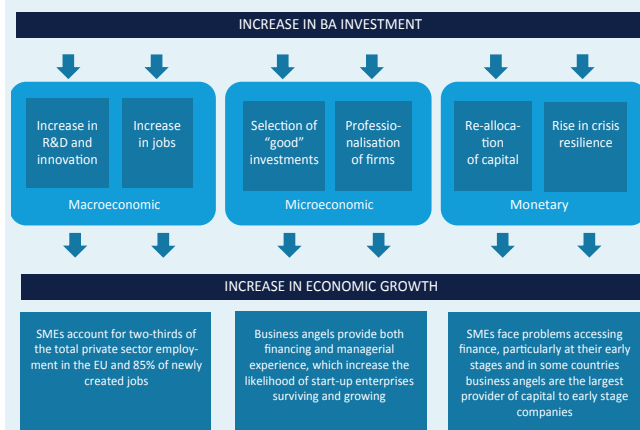 INCREASE IN BA INVESTMENT
Increase in
R&D and
innovation
Increase
in jobs
Macroeconomic
Selection of
“good”
investments
Professio-
nalisation
of firms
Microeconomic
Re-alloca-
tion
of capital
Rise in crisis
resilience
Monetary
INCREASE IN ECONOMIC GROWTH
SMEs account for two-thirds of
the total private sector employ-
ment in the EU and 85% of newly
created jobs
Business angels provide both
financing and managerial
experience, which increase the
likelihood of start-up enterprises
surviving and growing
SMEs face problems accessing
finance, particularly at their early
stages and in some countries
business angels are the largest
provider of capital to early stage
companies